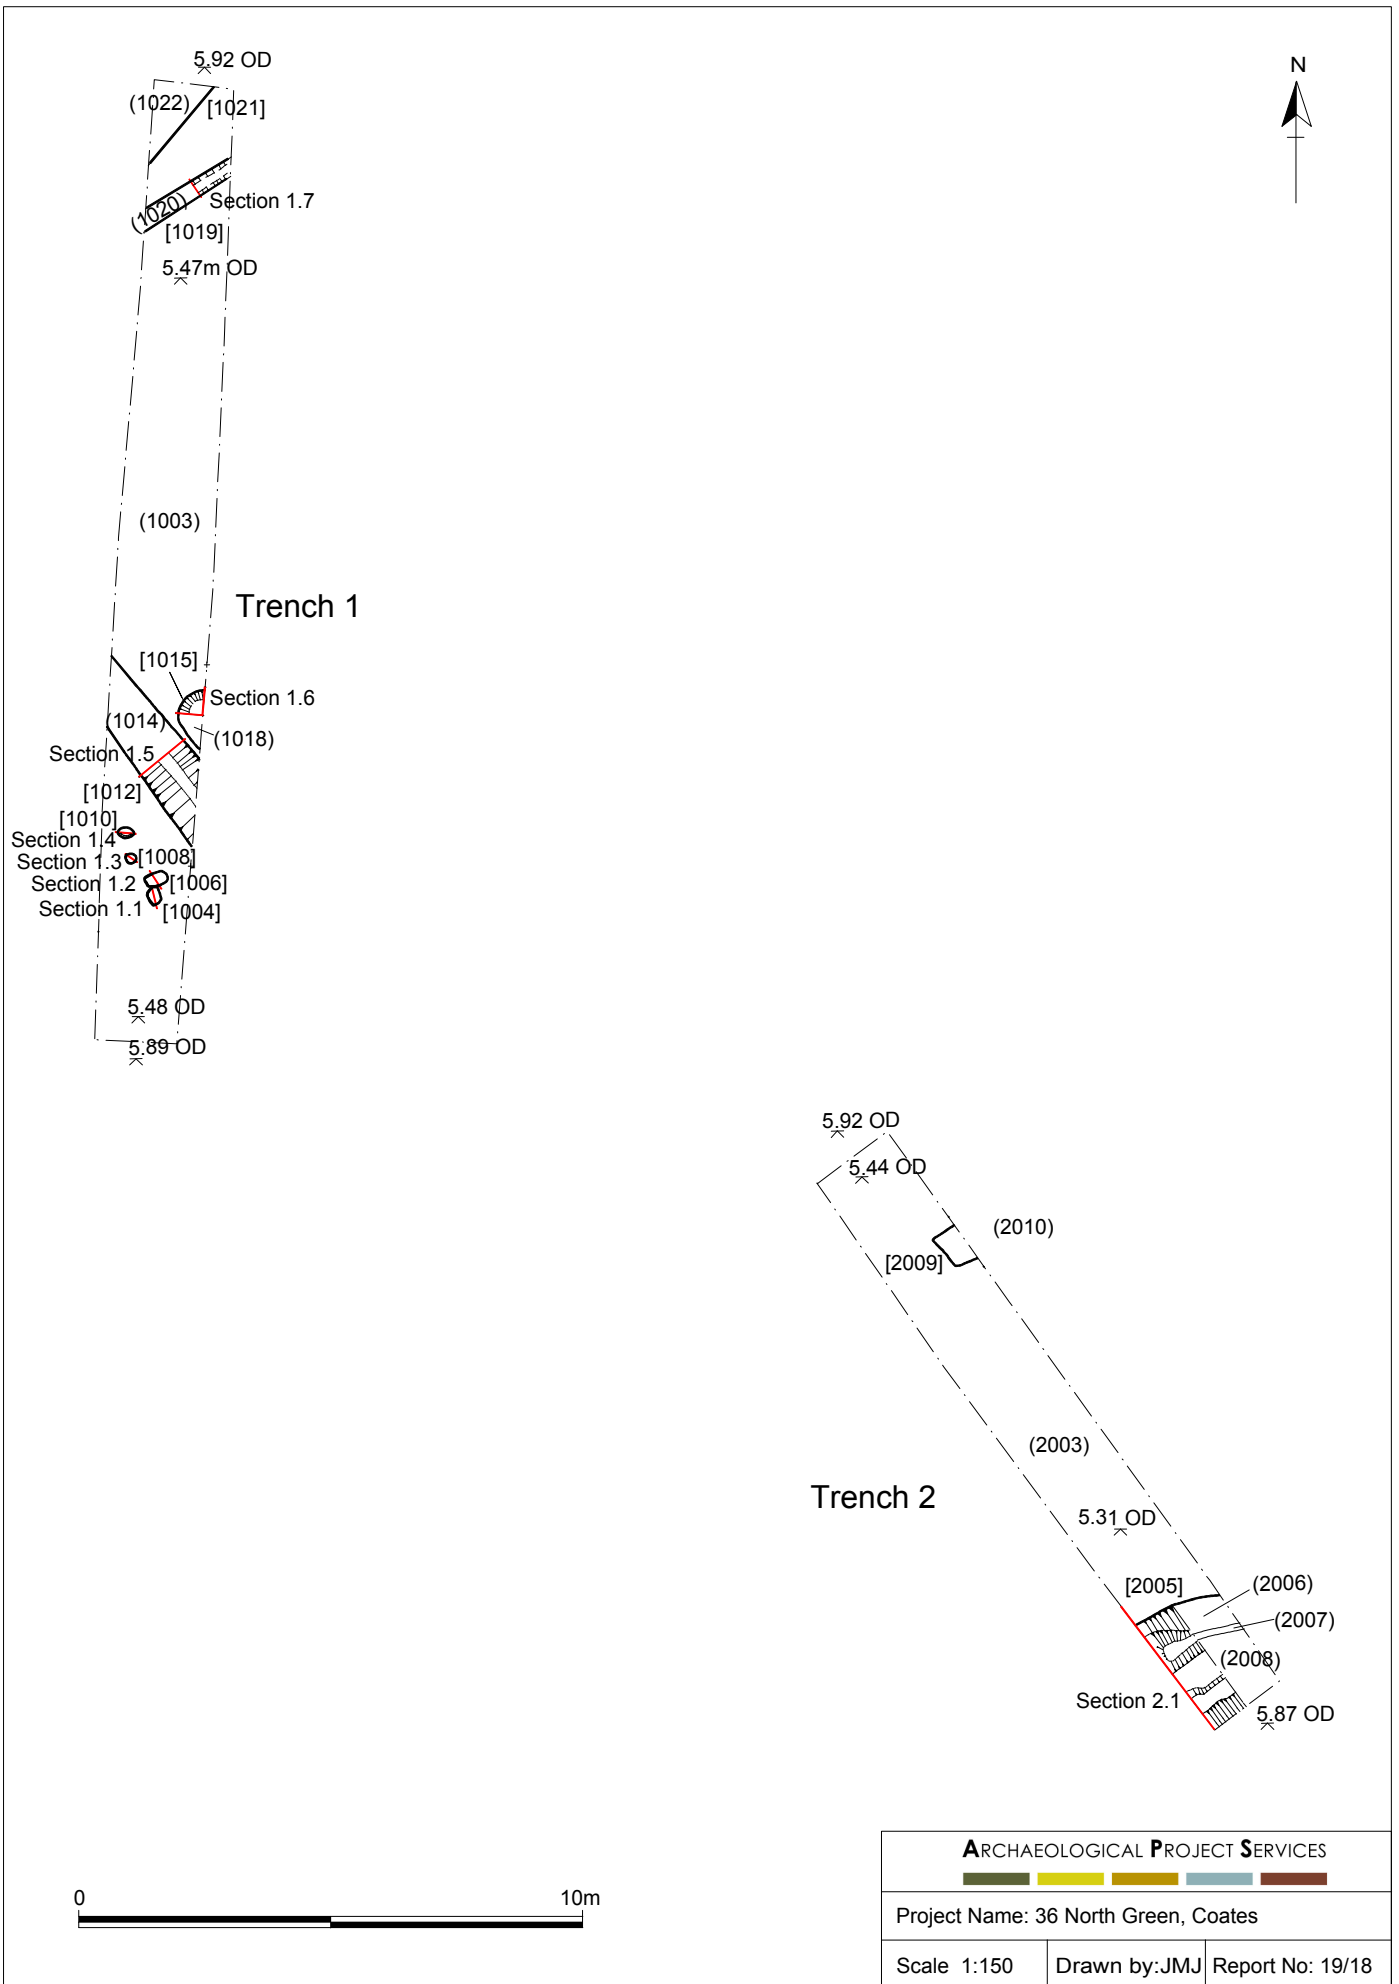 5.92 OD
N
(1022)
[1021]
Section 1.7
(1020)
[1019]
5.47m OD
(1003)
Trench 1
[1015]
Section 1.6
(1014)
(1018)
Section 1.5
[1012]
[1010]
Section 1.4
Section 1.3
[1008]
Section 1.2
[1006]
Section 1.1
[1004]
5.48 OD
5.89 OD
5.92 OD
5.44 OD
(2010)
[2009]
(2003)
Trench 2
5.31 OD
[2005]
(2006)
(2007)
(2008)
Section 2.1
5.87 OD
0
10m
ARCHAEOLOGICAL PROJECT SERVICES
Project Name: 36 North Green, Coates
Scale 1:150
Drawn by:JMJ
Report No: 19/18